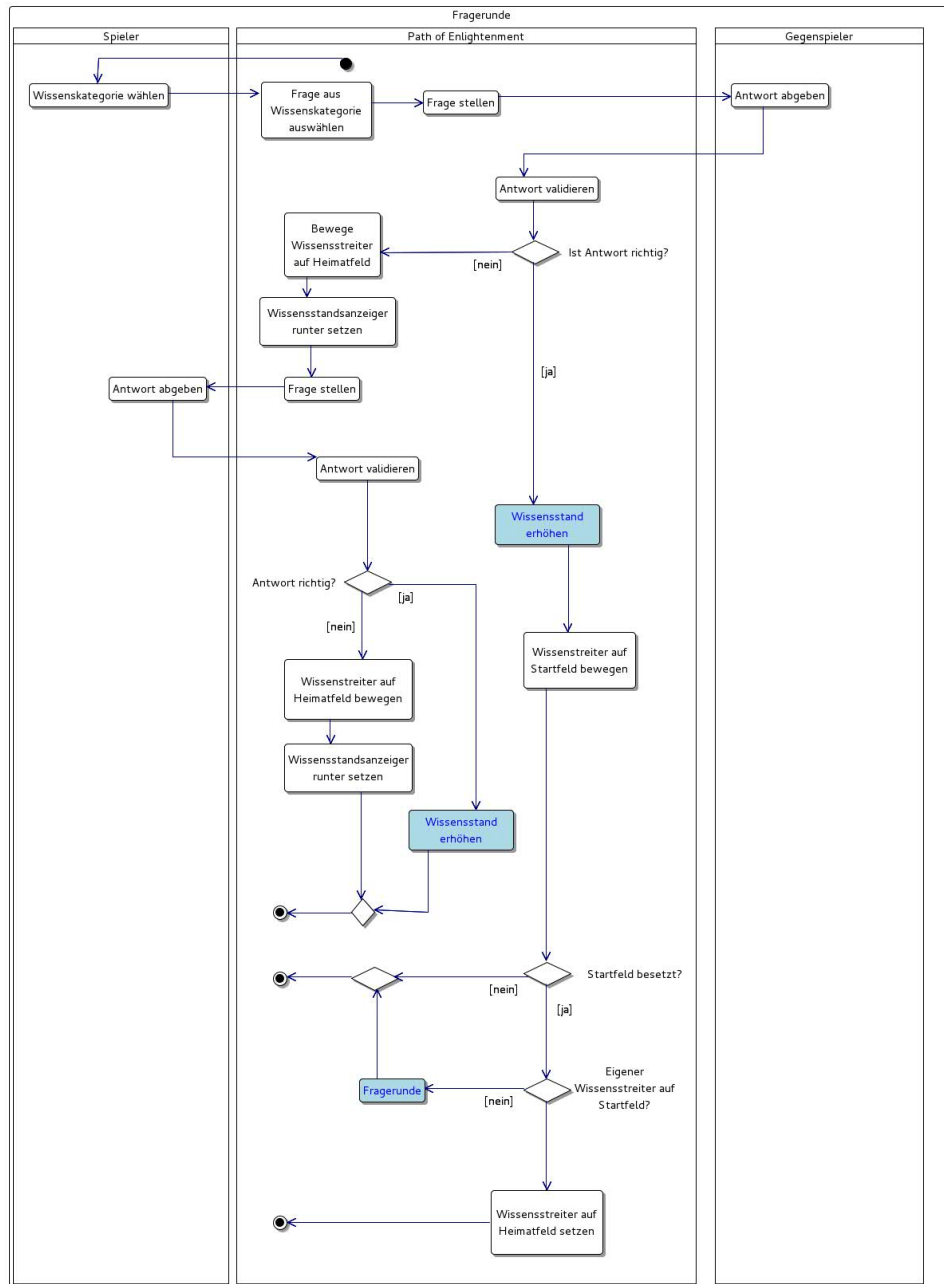 Fragerunde
Spieler
Path of Enlightenment
Gegenspieler
Wissenskategorie wählen
Frage aus
Wissenskategorie
auswählen
Frage stellen
Antwort abgeben
Antwort validieren
Bewege
Wissensstreiter
auf Heimatfeld
Ist Antwort richtig?
[nein]
Wissensstandsanzeiger
runter setzen
[ja]
Antwort abgeben
Frage stellen
Antwort validieren
Wissensstand
erhöhen
Antwort richtig?
[ja]
[nein]
Wissenstreiter auf
Startfeld bewegen
Wissenstreiter auf
Heimatfeld bewegen
Wissensstandsanzeiger
runter setzen
Wissensstand
erhöhen
Startfeld besetzt?
[nein]
[ja]
Eigener
Wissensstreiter auf
Startfeld?
Fragerunde
[nein]
Wissensstreiter auf
Heimatfeld setzen